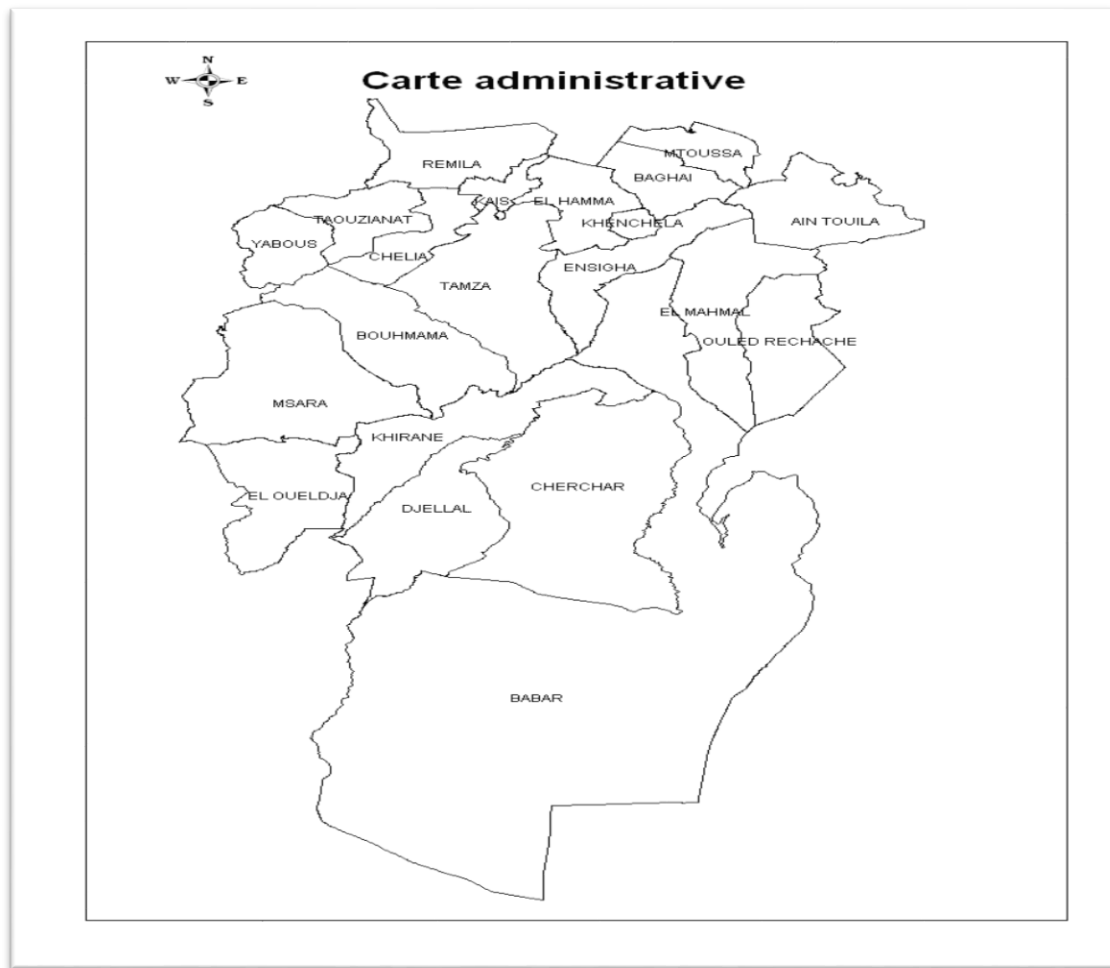 N
W E
S
Carte administrative
MTOUSSA
REMILA
BAGHAI
KAIS
EL HAMMA
TAOUZIANAT
KHENCHELA
AIN TOUILA
YABOUS
CHELIA
ENSIGHA
TAMZA
EL MAHMAL
BOUHMAMA
OULED RECHACHE
MSARA
KHIRANE
CHERCHAR
EL OUELDJA
DJELLAL
BABAR